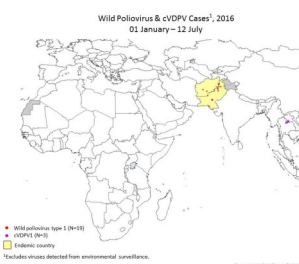 Wild Poliovirus & cVDPV Cases¹, 2016
01 January – 12 July
Wild poliovirus type 1 (N=19)
cVDPV1 (N=3)
Endemic country
¹Excludes viruses detected from environmental surveillance.